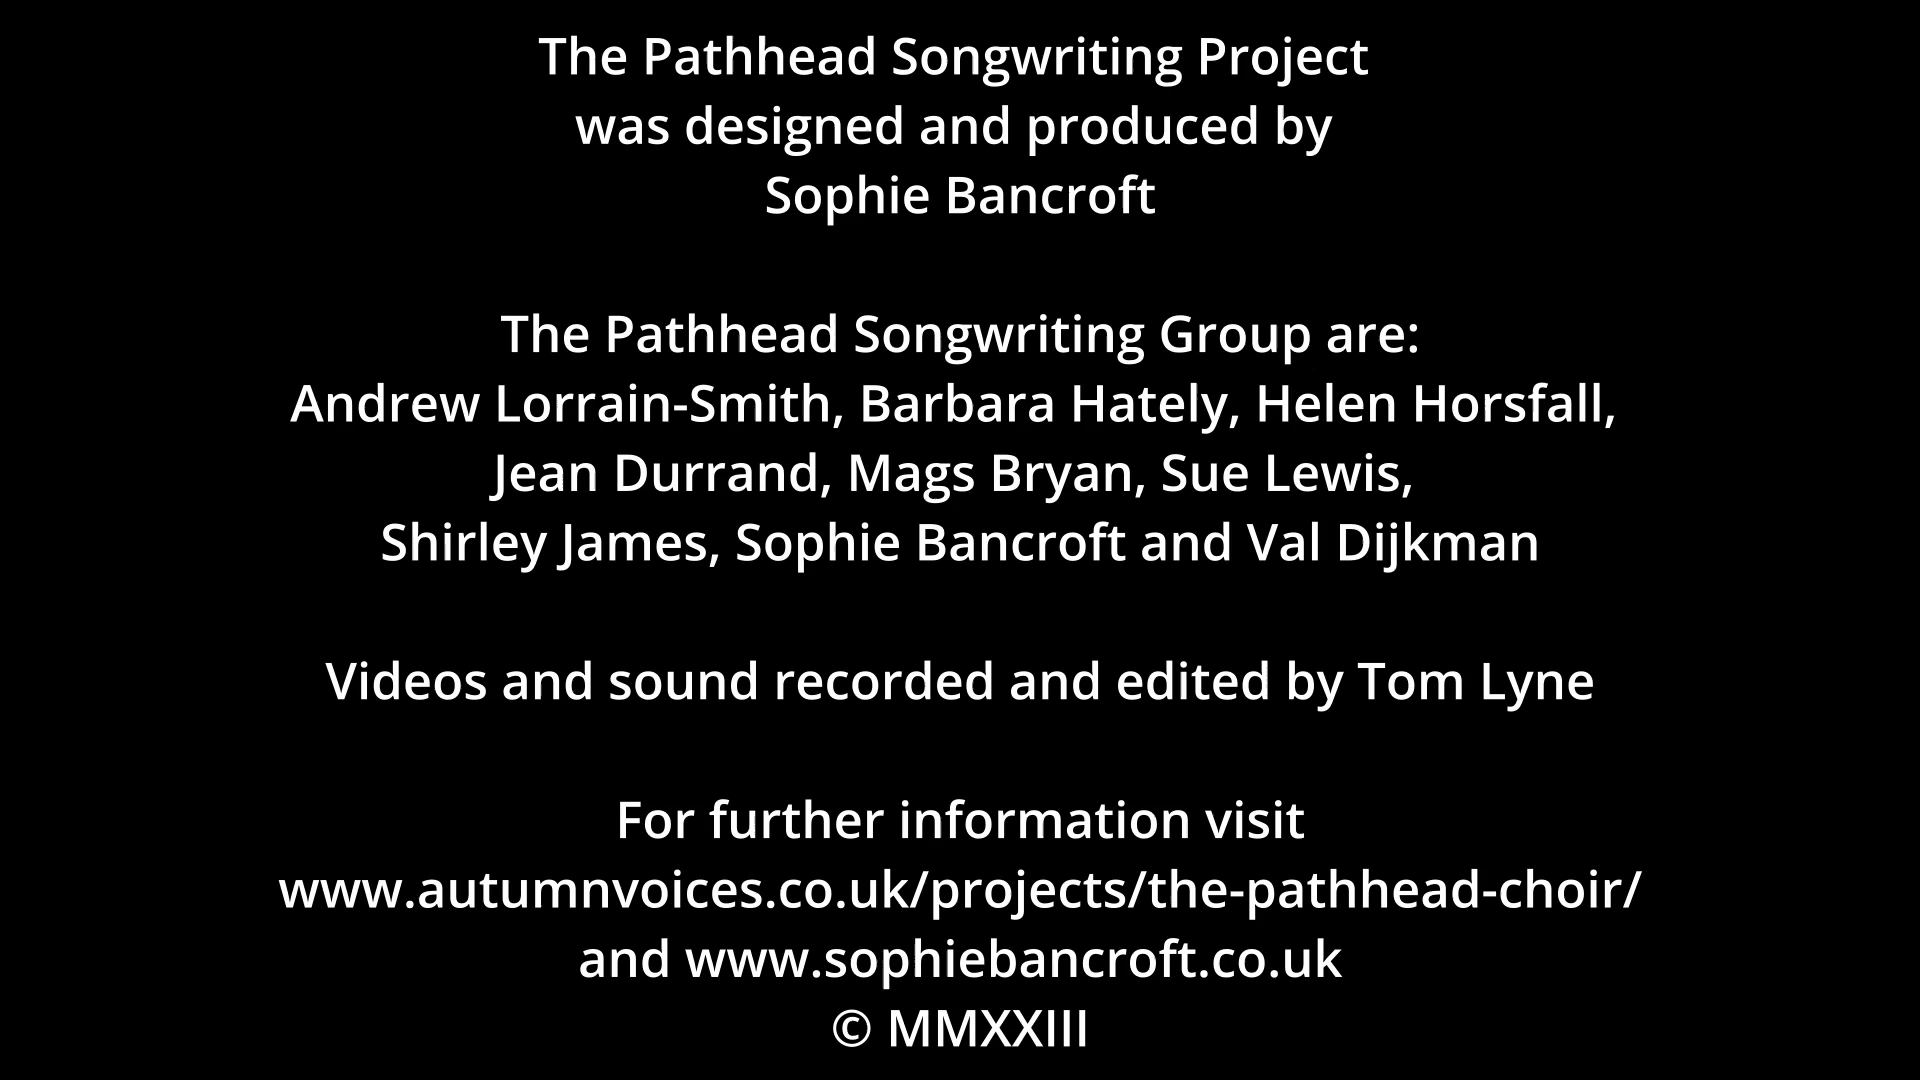 The Pathhead Songwriting Project
was designed and produced by
Sophie Bancroft
The Pathhead Songwriting Group are:
Andrew Lorrain-Smith, Barbara Hately, Helen Horsfall,
Jean Durrand, Mags Bryan, Sue Lewis,
Shirley James, Sophie Bancroft and Val Dijkman
Videos and sound recorded and edited by Tom Lyne
For further information visit
www.autumnvoices.co.uk/projects/the-pathhead-choir/
and www.sophiebancroft.co.uk
© MMXXIII